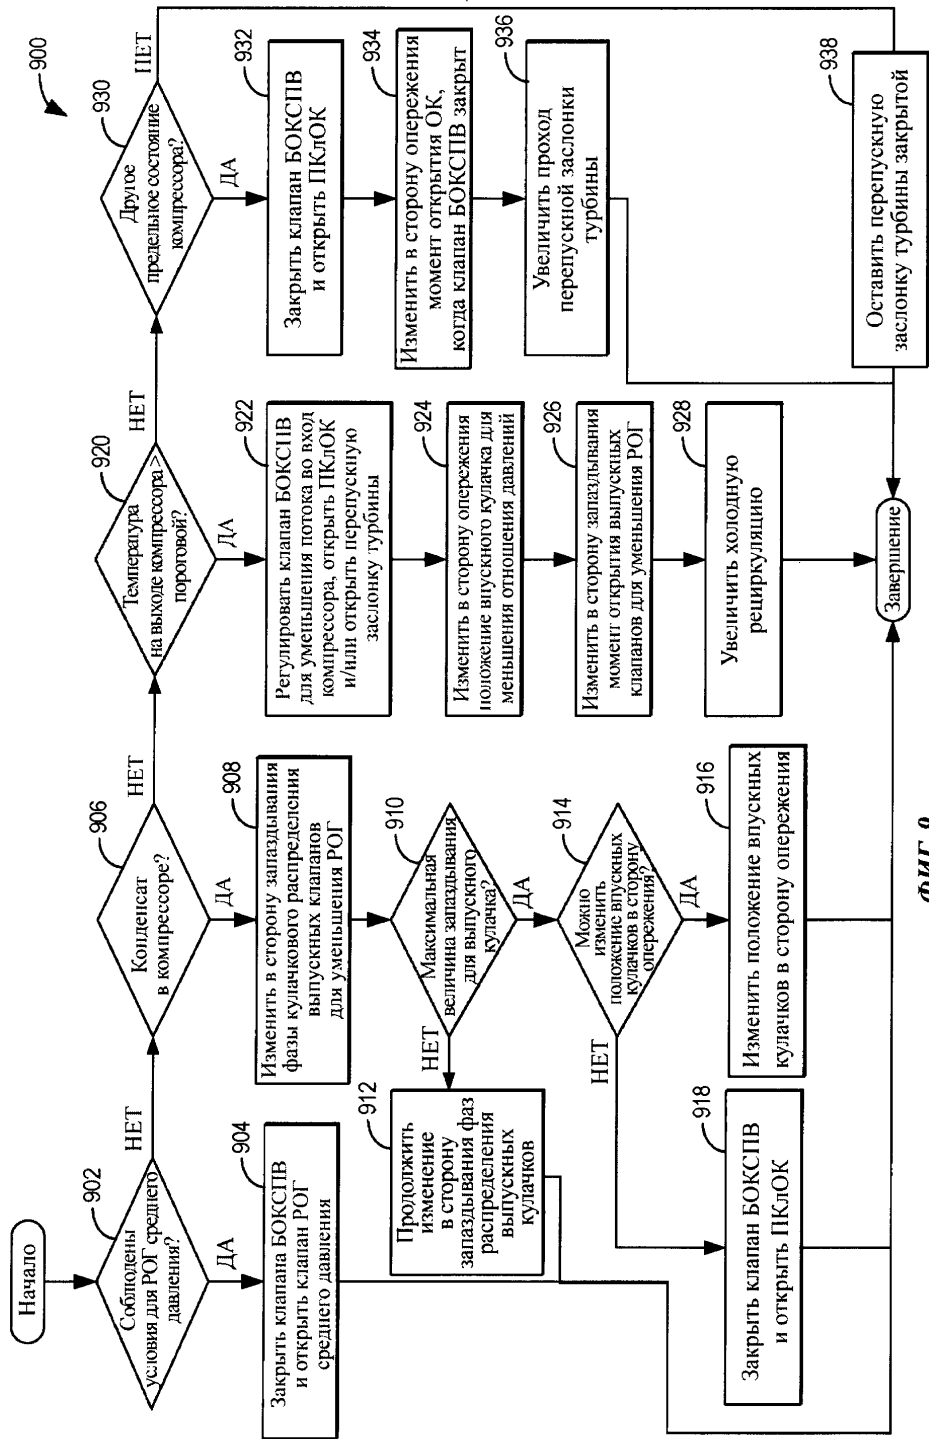 900
Начало
902
Соблюдены
условия для РОГ среднего
давления?
НЕТ
ДА
904
Закрыть клапана БОКСПВ
и открыть клапан РОГ
среднего давления
906
Конденсат
в компрессоре?
НЕТ
ДА
908
Изменить в сторону запаздывания
фазы кулачкового распределения
выпускных клапанов
для уменьшения РОГ
910
Максимальная
величина запаздывания
для выпускного
кулачка?
НЕТ
ДА
912
Продолжить
изменение
в сторону
запаздывания фаз
распределения
выпускных
кулачков
914
Можно
изменить
положение впускных
кулачков в сторону
опережения?
НЕТ
ДА
916
Изменить положение впускных
кулачков в сторону опережения
918
Закрыть клапан БОКСПВ
и открыть ПКлОК
920
Температура
на выходе компрессора >
пороговой?
НЕТ
ДА
922
Регулировать клапан БОКСПВ
для уменьшения потока во вход
компрессора, открыть ПКлОК
и/или открыть перепускную
заслонку турбины
924
Изменить в сторону опережения
положение впускного кулачка для
уменьшения отношения давлений
926
Изменить в сторону запаздывания
момент открытия выпускных
клапанов для уменьшения РОГ
928
Увеличить холодную
рециркуляцию
930
Другое
предельное состояние
компрессора?
НЕТ
ДА
932
Закрыть клапан БОКСПВ
и открыть ПКлОК
934
Изменить в сторону опережения
момент открытия ОК,
когда клапан БОКСПВ закрыт
936
Увеличить проход
перепускной заслонки
турбины
938
Оставить перепускную
заслонку турбины закрытой
Завершение
ФИГ.9